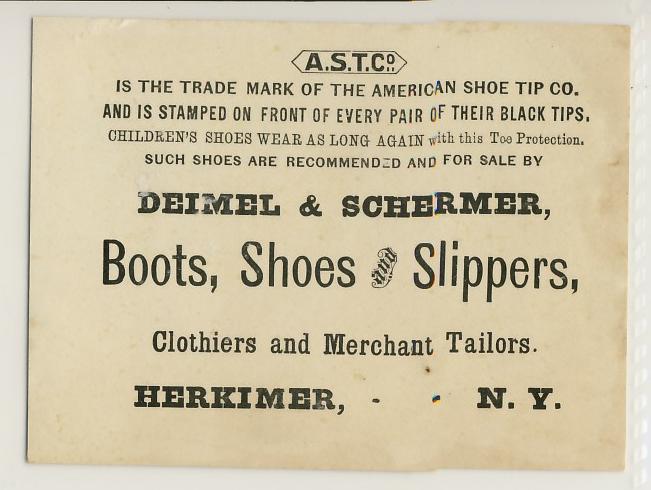 A.S.T.Co.
IS THE TRADE MARK OF THE AMERICAN SHOE TIP CO.
AND IS STAMPED ON FRONT OF EVERY PAIR OF THEIR BLACK TIPS.
CHILDREN'S SHOES WEAR AS LONG AGAIN with this Toe Protection.
SUCH SHOES ARE RECOMMENDED AND FOR SALE BY
DEIMEL & SCHERMER,
Boots, Shoes and Slippers,
Clothiers and Merchant Tailors.
HERKIMER, - - N. Y.